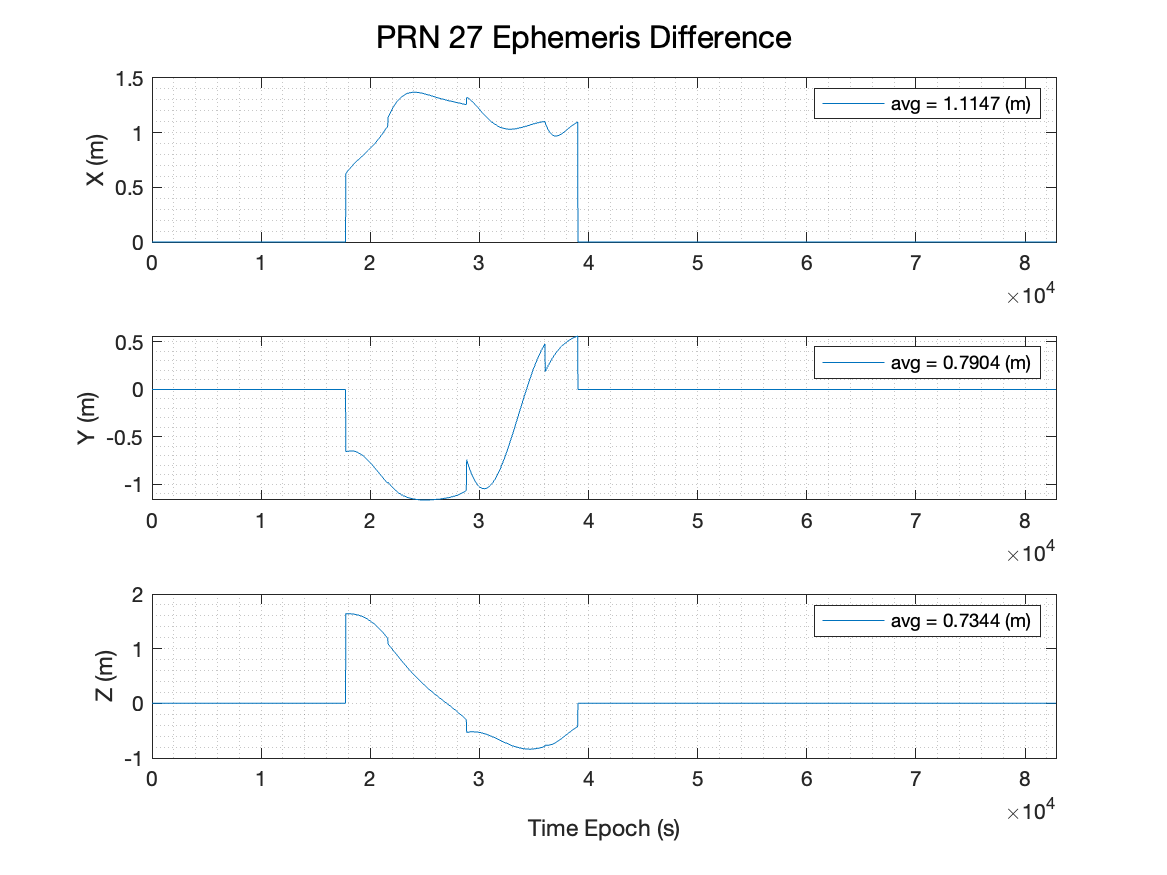 PRN 27 Ephemeris Difference
1.5
1
0.5
0
X (m)
avg = 1.1147 (m)
0 1 2 3 4 5 6 7 8
×10^4
0.5
0
-0.5
-1
Y (m)
avg = 0.7904 (m)
0 1 2 3 4 5 6 7 8
×10^4
2
1
0
-1
Z (m)
avg = 0.7344 (m)
0 1 2 3 4 5 6 7 8
×10^4
Time Epoch (s)